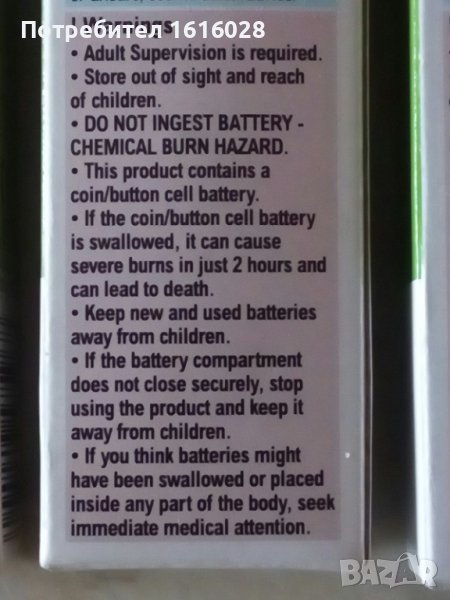 Потребител 1616028
! Warnings
• Adult Supervision is required.
• Store out of sight and reach
of children.
• DO NOT INGEST BATTERY -
CHEMICAL BURN HAZARD.
• This product contains a
coin/button cell battery.
• If the coin/button cell battery
is swallowed, it can cause
severe burns in just 2 hours and
can lead to death.
• Keep new and used batteries
away from children.
• If the battery compartment
does not close securely, stop
using the product and keep it
away from children.
• If you think batteries might
have been swallowed or placed
inside any part of the body, seek
immediate medical attention.
BAZAR